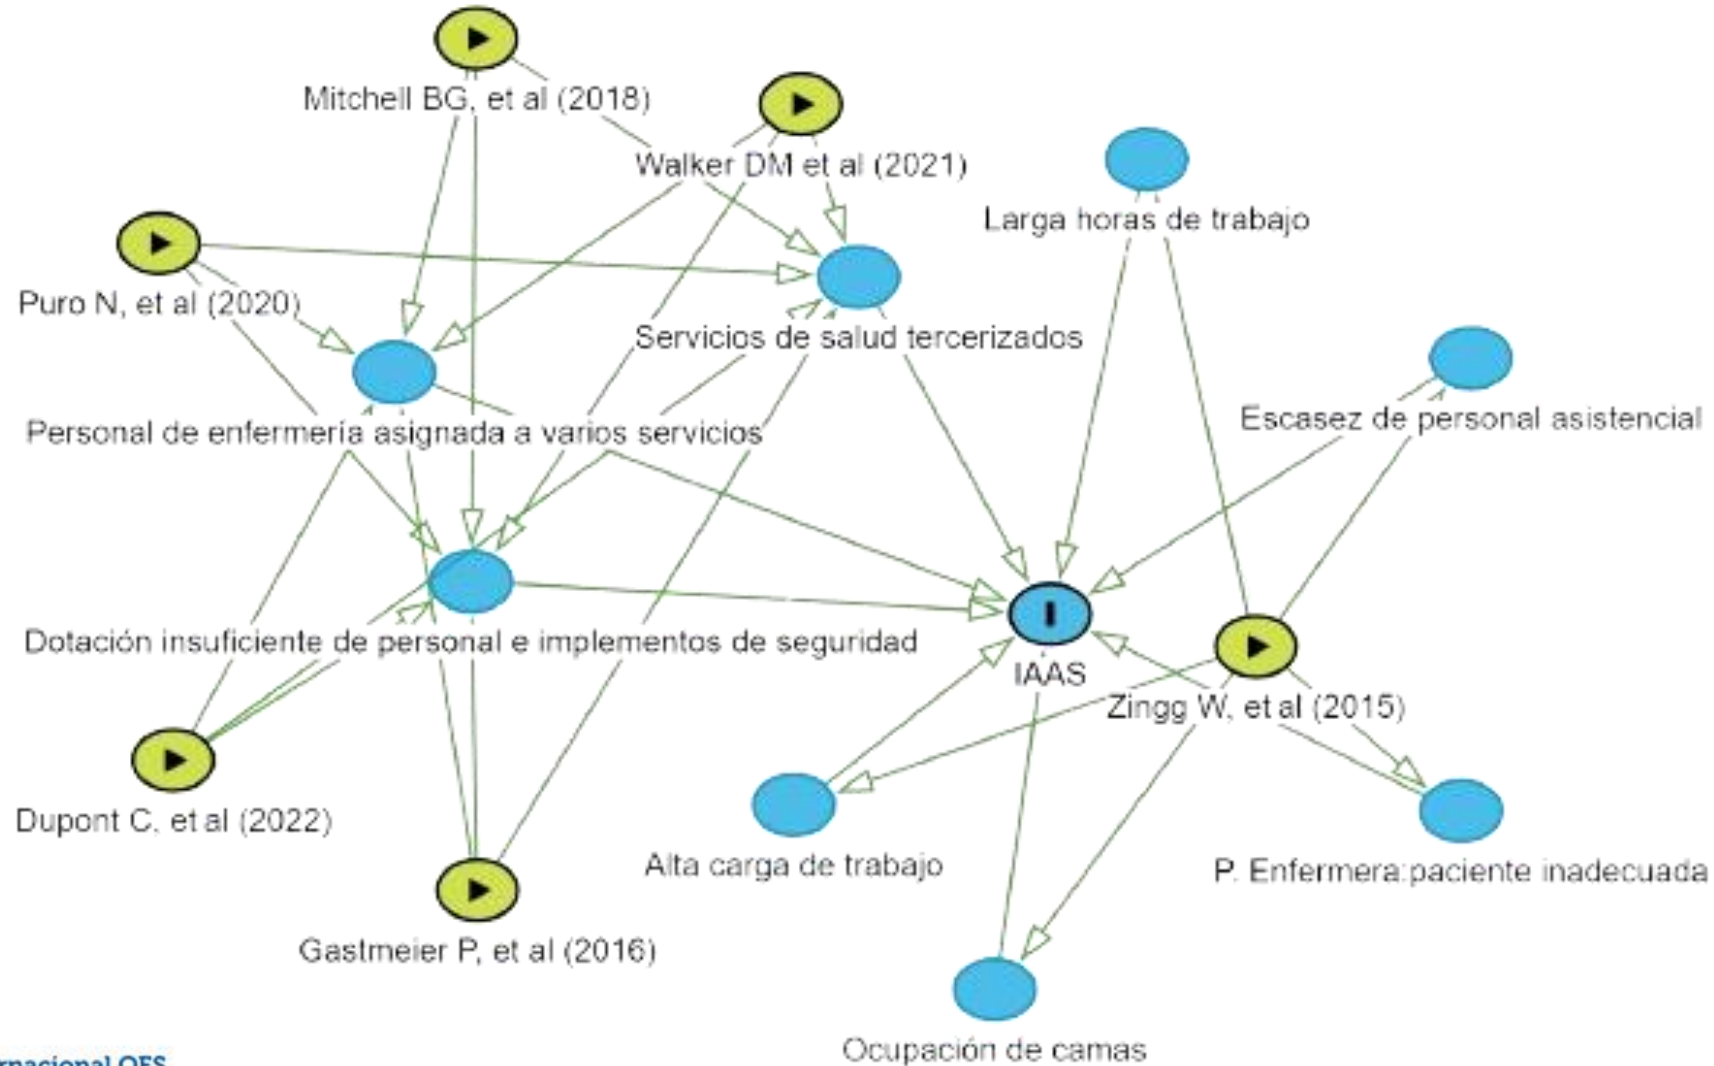 Mitchell BG, et al (2018)
Walker DM et al (2021)
Larga horas de trabajo
Puro N, et al (2020)
Servicios de salud tercerizados
Escasez de personal asistencial
Personal de enfermería asignada a varios servicios
Dotación insuficiente de personal e implementos de seguridad
I
IAAS
Zingg W, et al (2015)
Dupont C, et al (2022)
Alta carga de trabajo
P. Enfermera:paciente inadecuada
Gastmeier P, et al (2016)
Ocupación de camas